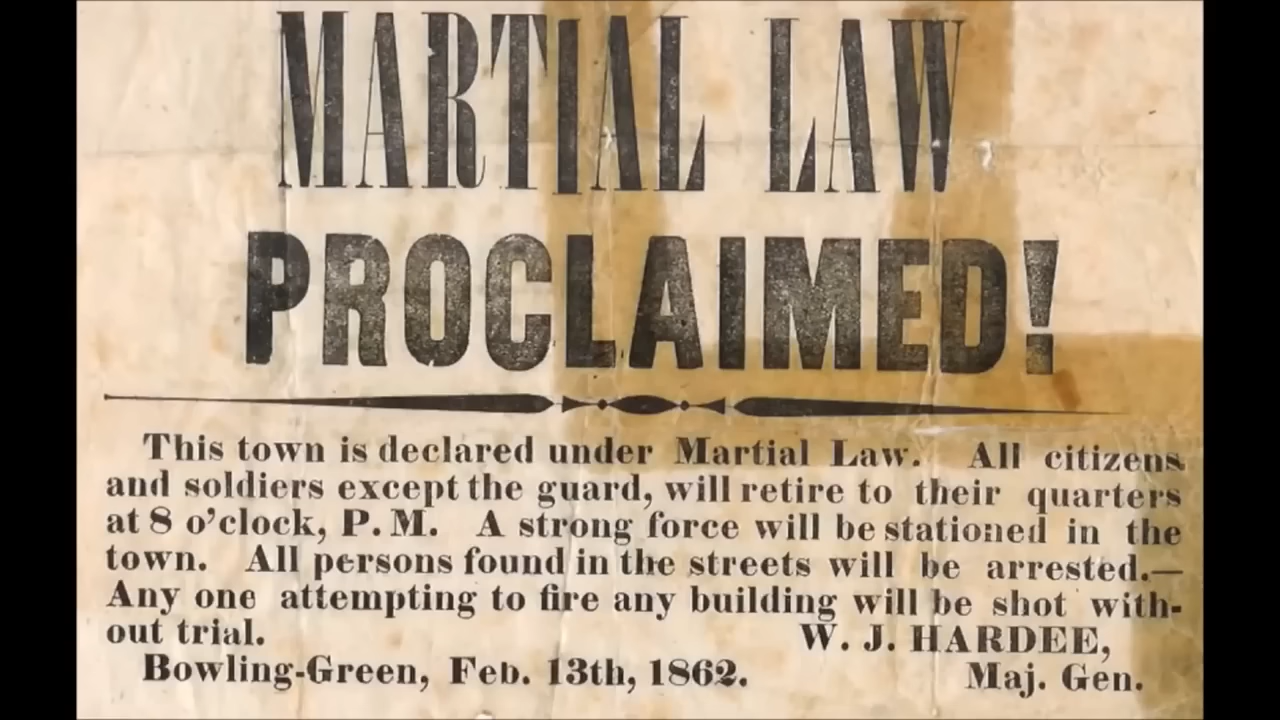 MARTIAL LAW
PROCLAIMED!
This town is declared under Martial Law. All citizens
and soldiers except the guard, will retire to their quarters
at 8 o'clock, P. M. A strong force will be stationed in the
town. All persons found in the streets will be arrested.—
Any one attempting to fire any building will be shot with-
out trial. W. J. HARDEE,
Bowling-Green, Feb. 13th, 1862. Maj. Gen.